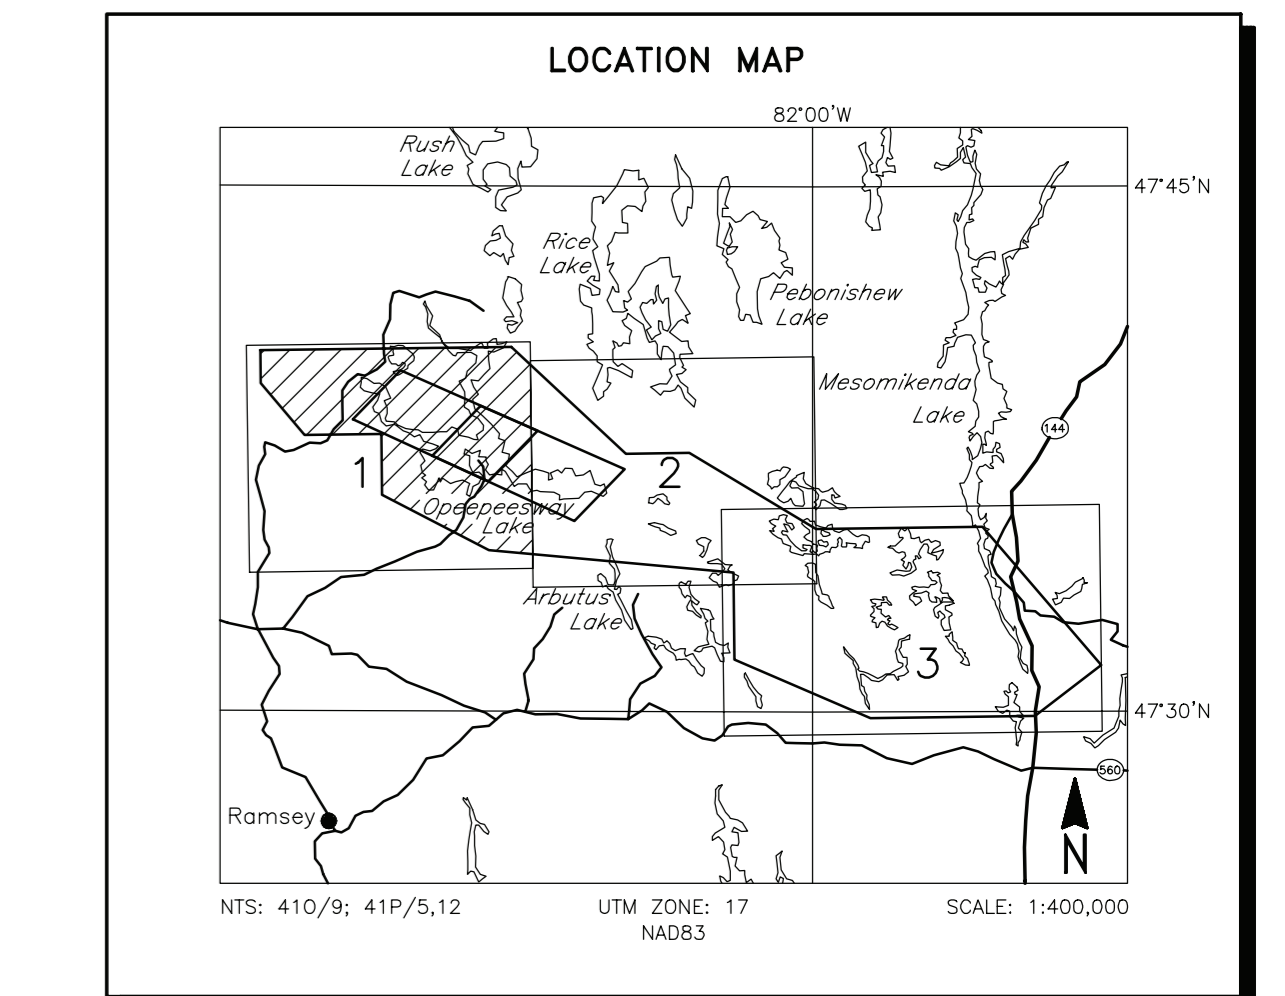 LOCATION MAP
82°00'W
Rush
Lake
47°45'N
Rice
Lake
Pebonishew
Lake
Mesomikenda
Lake
144
1
2
Opeepeesway
Lake
Arbutus
Lake
3
47°30'N
560
Ramsey
N
NTS: 41O/9; 41P/5,12
UTM ZONE: 17
SCALE: 1:400,000
NAD83